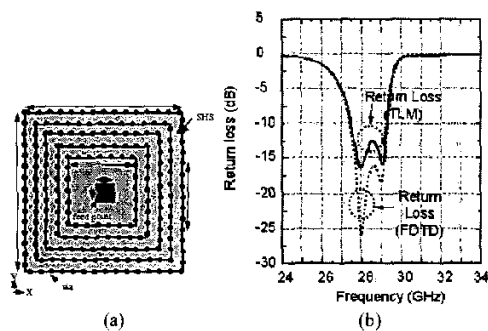 (a)
SHS
feed point
via
Y
X
(b)
Return loss (dB)
0
-5
-10
-15
-20
-25
-30
Return Loss
(TLM)
Return
Loss
(FDTD)
24 26 28 30 32 34
Frequency (GHz)
(a)
(b)